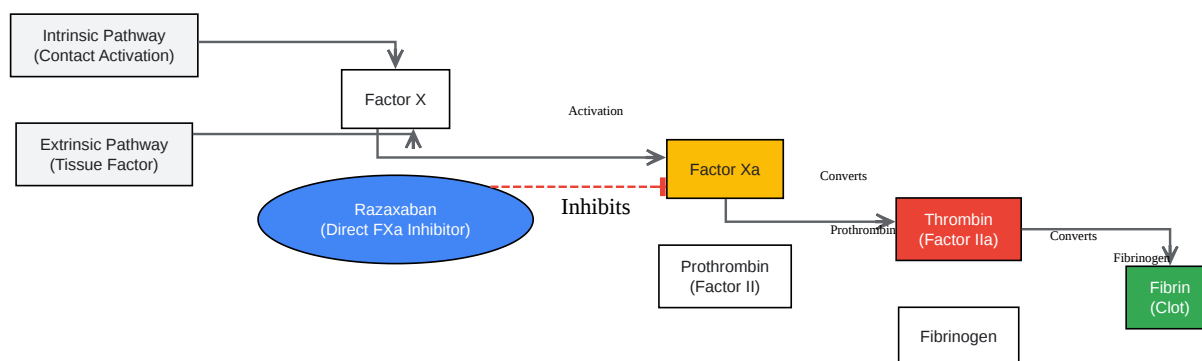 Intrinsic Pathway
(Contact Activation)
Factor X
Activation
Extrinsic Pathway
(Tissue Factor)
Factor Xa
Converts
Razaxaban
(Direct FXa Inhibitor)
Inhibits
Prothrombin
Thrombin
(Factor IIa)
Converts
Fibrinogen
Prothrombin
(Factor II)
Fibrin
(Clot)
Fibrinogen